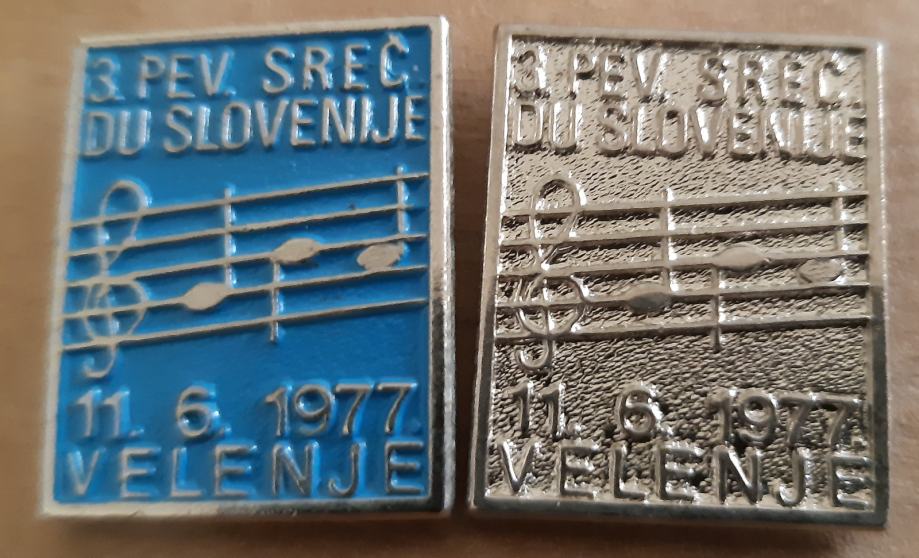 3. PEV. SREČ.
DU SLOVENIJE
11. 6. 1977.
VELENJE
3. PEV. SREČ.
DU SLOVENIJE
11. 6. 1977.
VELENJE